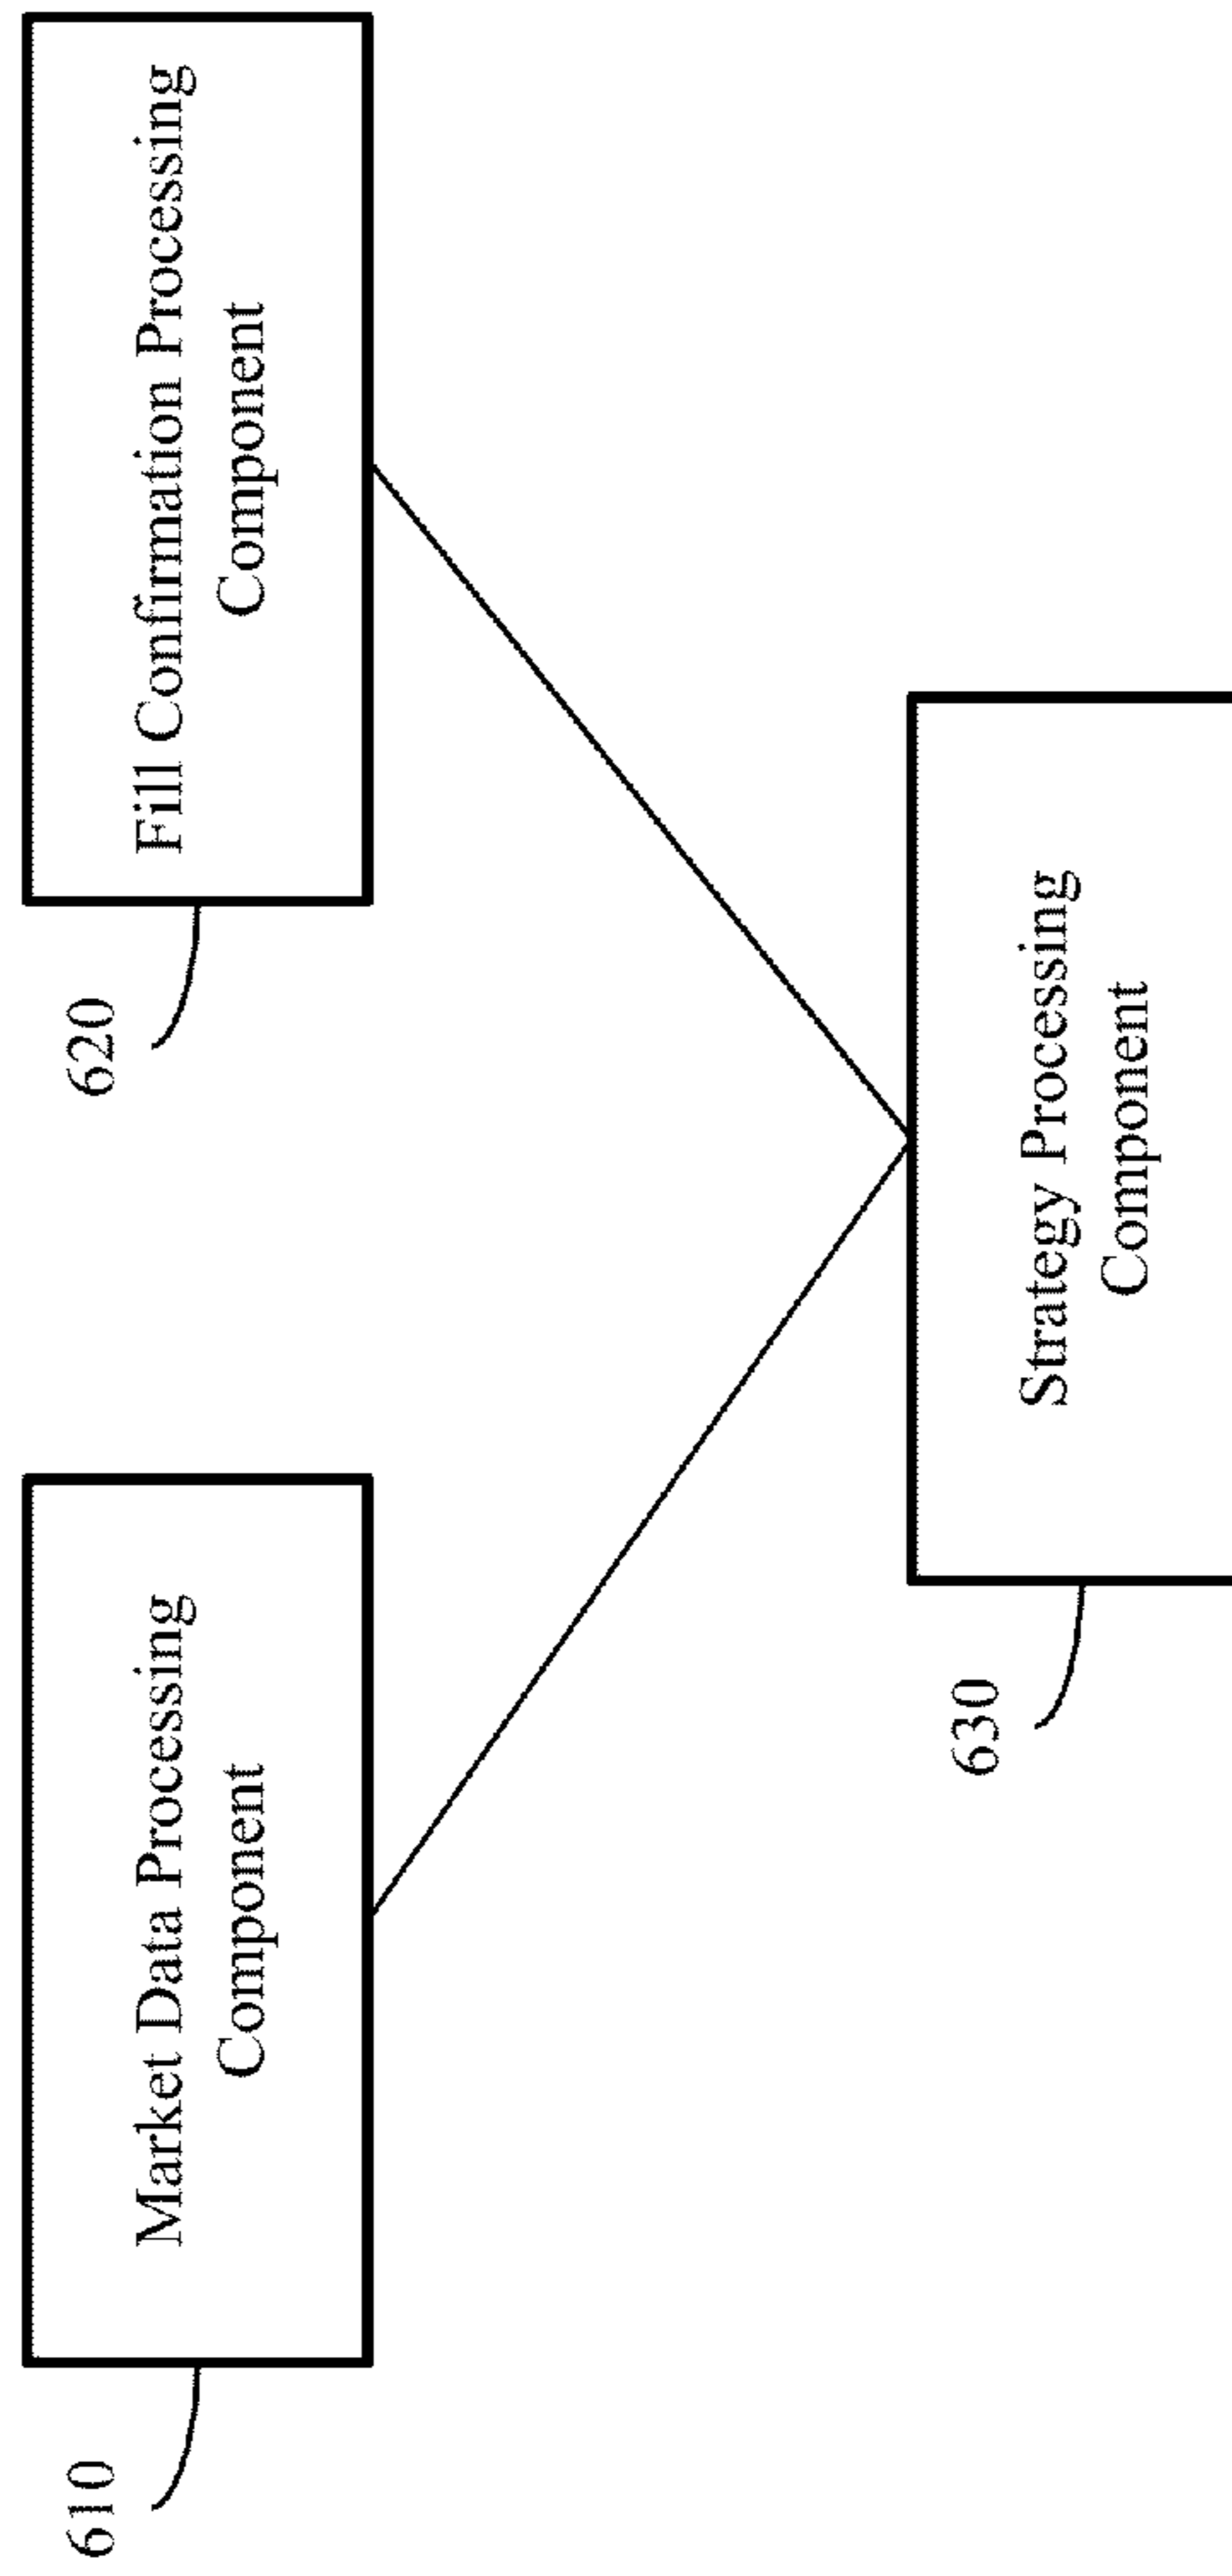 610
Market Data Processing
Component
620
Fill Confirmation Processing
Component
630
Strategy Processing
Component